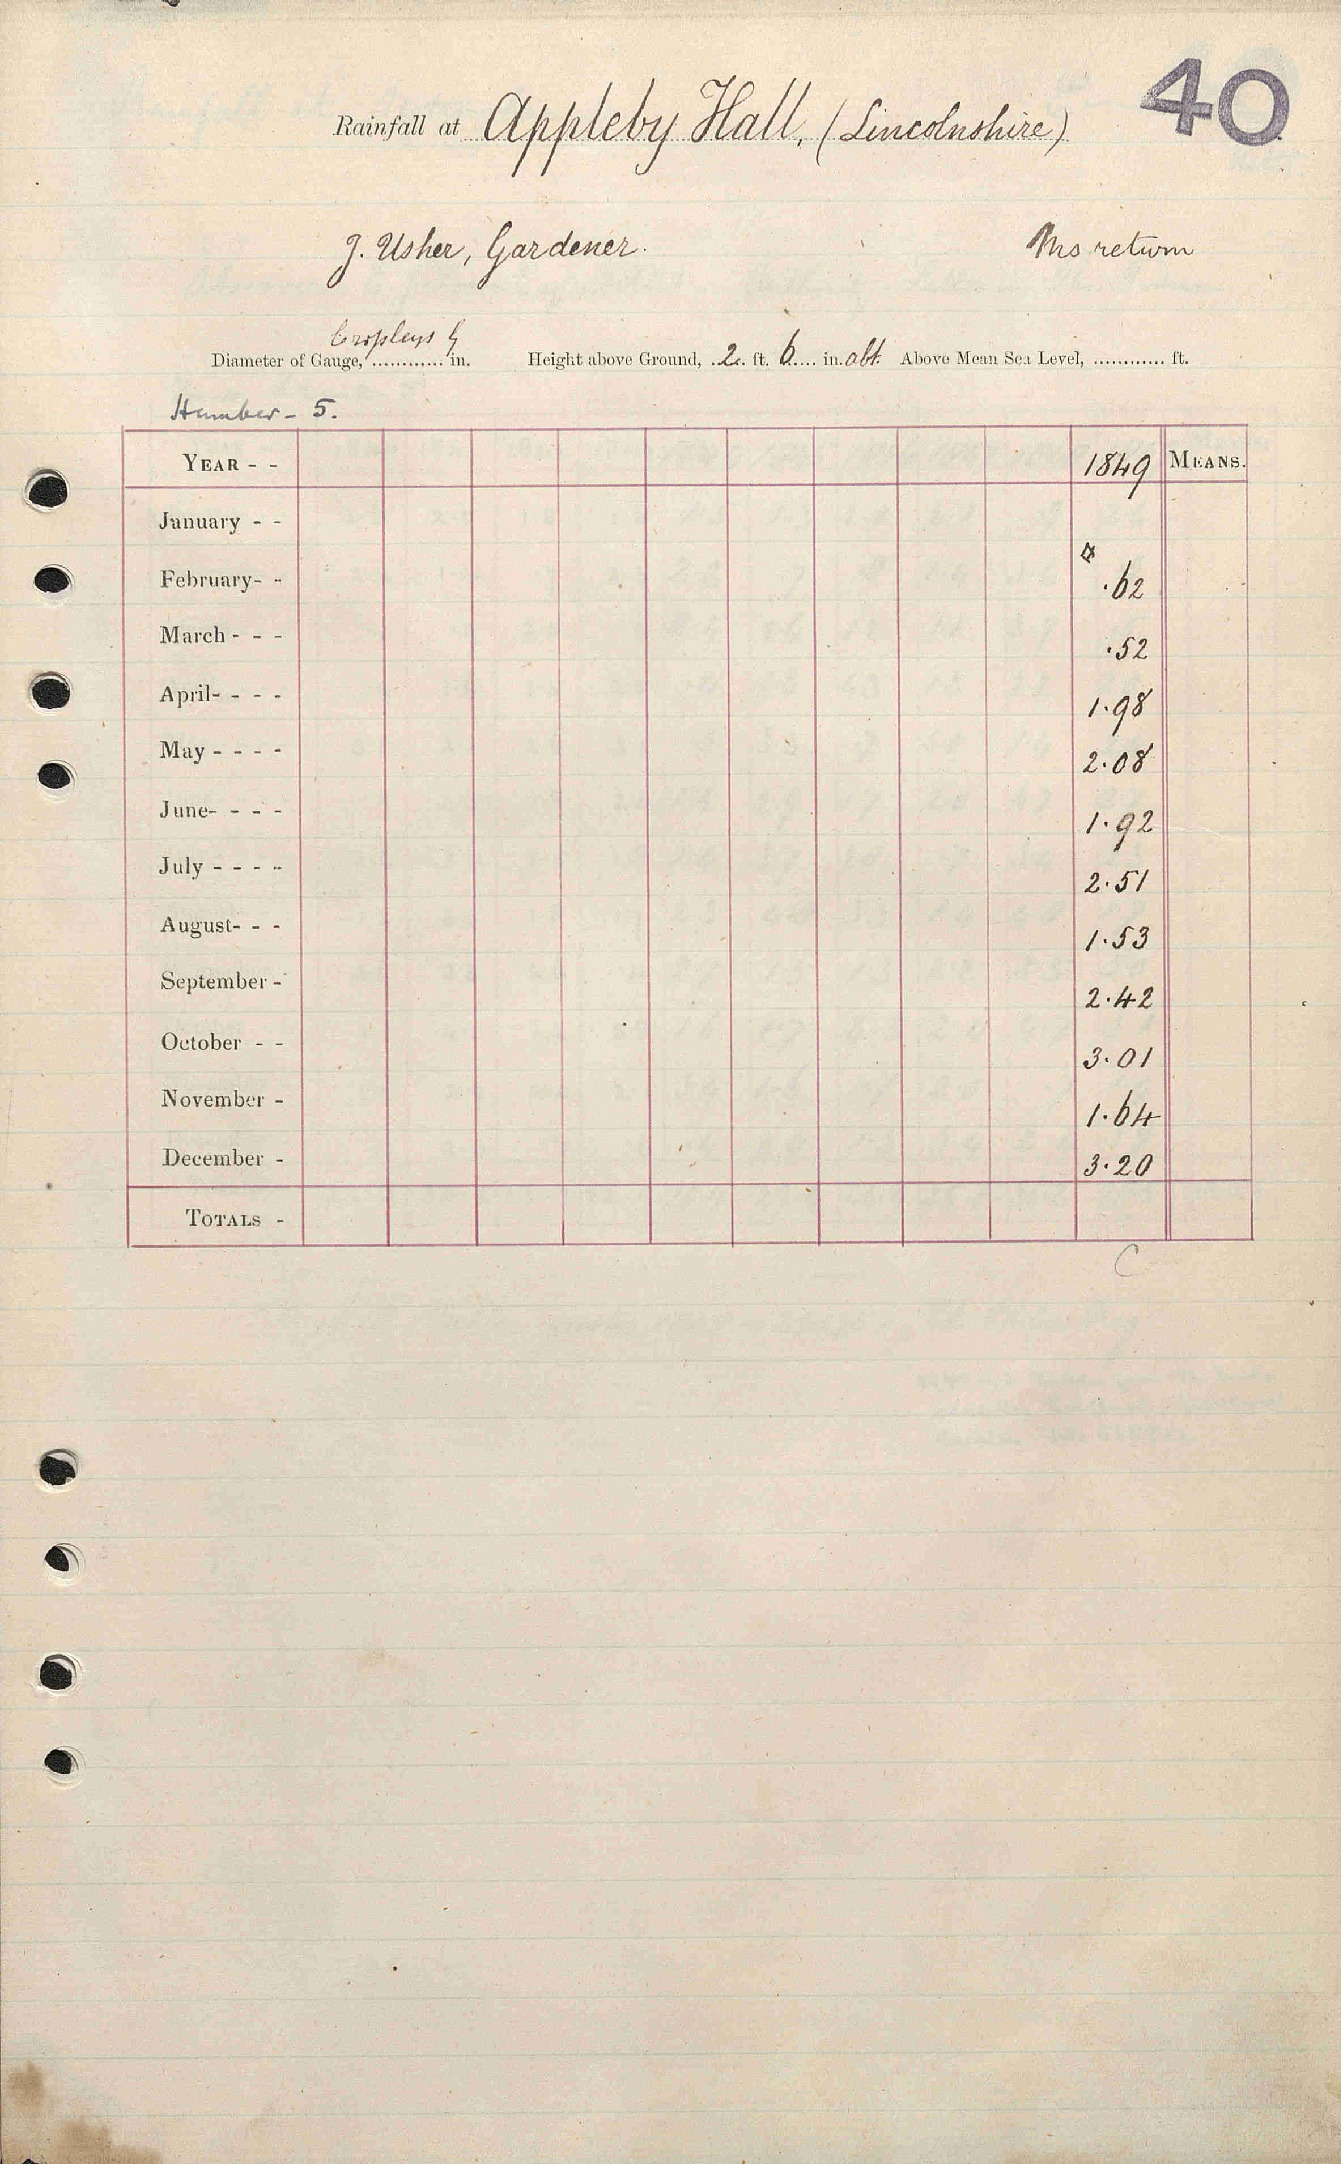 40
Rainfall at Appleby Hall, (Lincolnshire)
J. Usher, Gardener. Ms return
Cropleys G
Diameter of Gauge, ............ in. Height above Ground, 2 ft. 6 in. abt. Above Mean Sea Level, ............ ft.
Humber - 5.
YEAR - - 1849 MEANS.
January - -
February- - .62
March - - - .52
April- - - - 1.98
May - - - - 2.08
June- - - - 1.92
July - - - - 2.51
August- - - 1.53
September - 2.42
October - - 3.01
November - 1.64
December - 3.20
TOTALS -
C